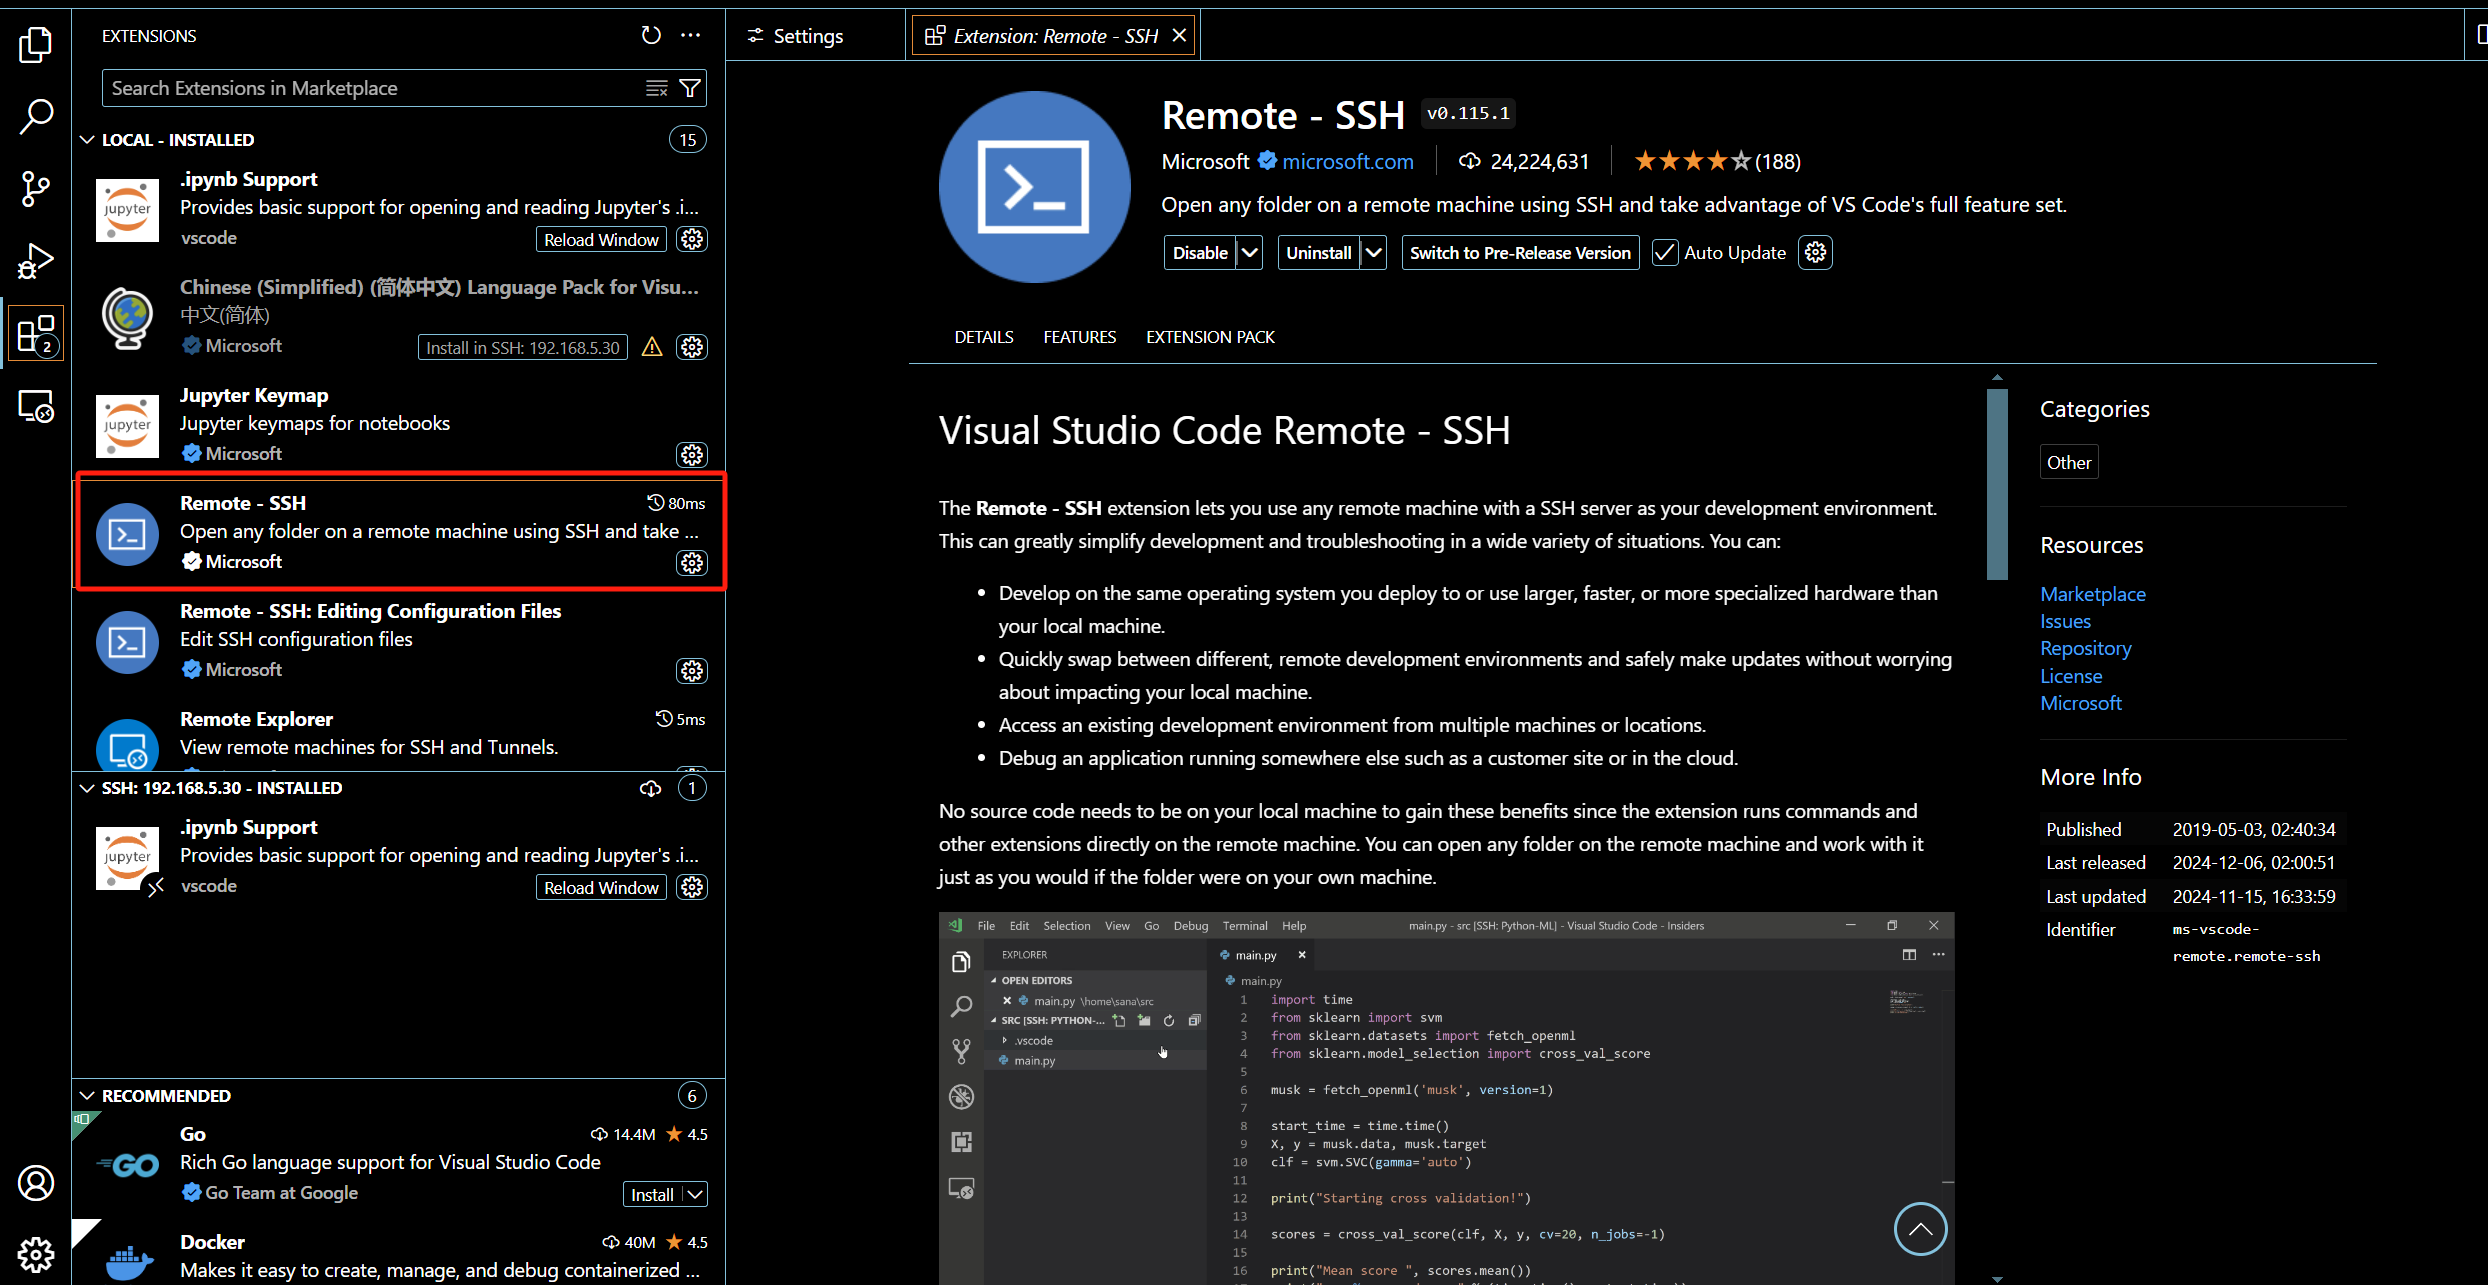 EXTENSIONS
Search Extensions in Marketplace
LOCAL - INSTALLED
15
.ipynb Support
Provides basic support for opening and reading Jupyter's .i...
vscode
Reload Window
Chinese (Simplified) (简体中文) Language Pack for Visu...
中文(简体)
Microsoft
Install in SSH: 192.168.5.30
2
Jupyter Keymap
Jupyter keymaps for notebooks
Microsoft
Remote - SSH
80ms
Open any folder on a remote machine using SSH and take ...
Microsoft
Remote - SSH: Editing Configuration Files
Edit SSH configuration files
Microsoft
Remote Explorer
5ms
View remote machines for SSH and Tunnels.
SSH: 192.168.5.30 - INSTALLED
1
.ipynb Support
Provides basic support for opening and reading Jupyter's .i...
vscode
Reload Window
RECOMMENDED
6
Go
14.4M 4.5
Rich Go language support for Visual Studio Code
Go Team at Google
Install
Docker
40M 4.5
Makes it easy to create, manage, and debug containerized ...
jupyter
jupyter
jupyter
GO
Settings
Extension: Remote - SSH
Remote - SSH v0.115.1
Microsoft microsoft.com 24,224,631 (188)
Open any folder on a remote machine using SSH and take advantage of VS Code's full feature set.
Disable Uninstall Switch to Pre-Release Version Auto Update
DETAILS FEATURES EXTENSION PACK
Visual Studio Code Remote - SSH
The Remote - SSH extension lets you use any remote machine with a SSH server as your development environment.
This can greatly simplify development and troubleshooting in a wide variety of situations. You can:
• Develop on the same operating system you deploy to or use larger, faster, or more specialized hardware than
your local machine.
• Quickly swap between different, remote development environments and safely make updates without worrying
about impacting your local machine.
• Access an existing development environment from multiple machines or locations.
• Debug an application running somewhere else such as a customer site or in the cloud.
No source code needs to be on your local machine to gain these benefits since the extension runs commands and
other extensions directly on the remote machine. You can open any folder on the remote machine and work with it
just as you would if the folder were on your own machine.
File Edit Selection View Go Debug Terminal Help
main.py - src [SSH: Python-ML] - Visual Studio Code - Insiders
EXPLORER
OPEN EDITORS
main.py \home\sana\src
SRC [SSH: PYTHON-...
.vscode
main.py
main.py
main.py
1 import time
2 from sklearn import svm
3 from sklearn.datasets import fetch_openml
4 from sklearn.model_selection import cross_val_score
5
6 musk = fetch_openml('musk', version=1)
7
8 start_time = time.time()
9 X, y = musk.data, musk.target
10 clf = svm.SVC(gamma='auto')
11
12 print("Starting cross validation!")
13
14 scores = cross_val_score(clf, X, y, cv=20, n_jobs=-1)
15
16 print("Mean score ", scores.mean())
Categories
Other
Resources
Marketplace
Issues
Repository
License
Microsoft
More Info
Published 2019-05-03, 02:40:34
Last released 2024-12-06, 02:00:51
Last updated 2024-11-15, 16:33:59
Identifier ms-vscode-
remote.remote-ssh